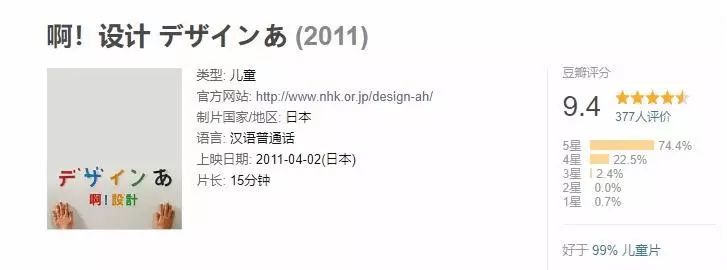 啊！设计 デザインあ (2011)
デザインあ
啊！設計
类型: 儿童
官方网站: http://www.nhk.or.jp/design-ah/
制片国家/地区: 日本
语言: 汉语普通话
上映日期: 2011-04-02(日本)
片长: 15分钟
豆瓣评分
9.4
377人评价
5星 74.4%
4星 22.5%
3星 2.4%
2星 0.0%
1星 0.7%
好于 99% 儿童片